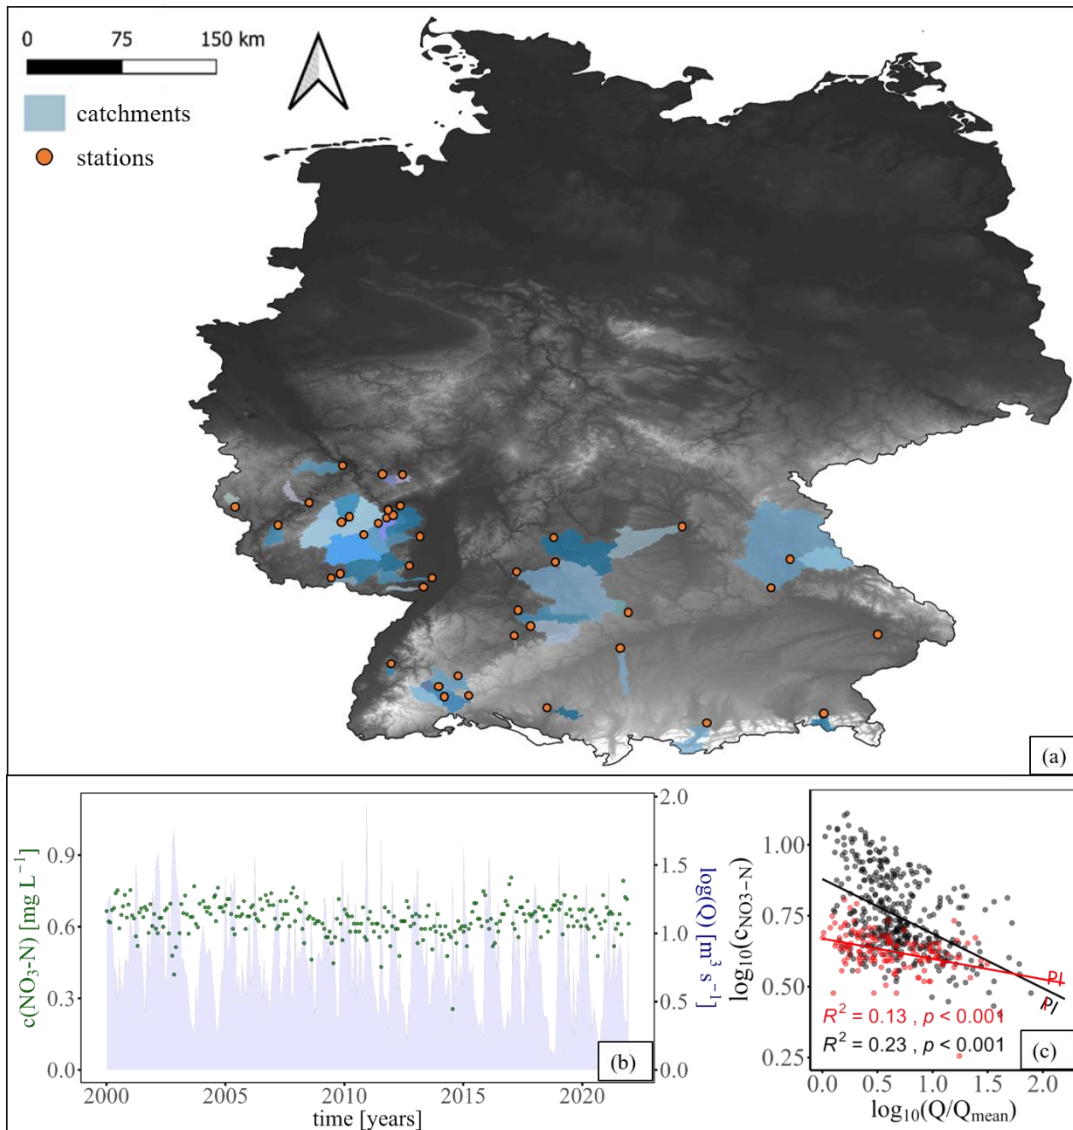 0 75 150 km
catchments
stations
(a)
c(NO₃-N) [mg L⁻¹]
0.9
0.6
0.3
0.0
2.0
1.5
1.0
0.5
0.0
log(Q) [m³ s⁻¹]
2000 2005 2010 2015 2020
time [years]
(b)
log₁₀(c_NO3−N)
1.00
0.75
0.50
0.25
R² = 0.13 , p < 0.001
R² = 0.23 , p < 0.001
0.0 0.5 1.0 1.5 2.0
log₁₀(Q/Q_mean)
(c)